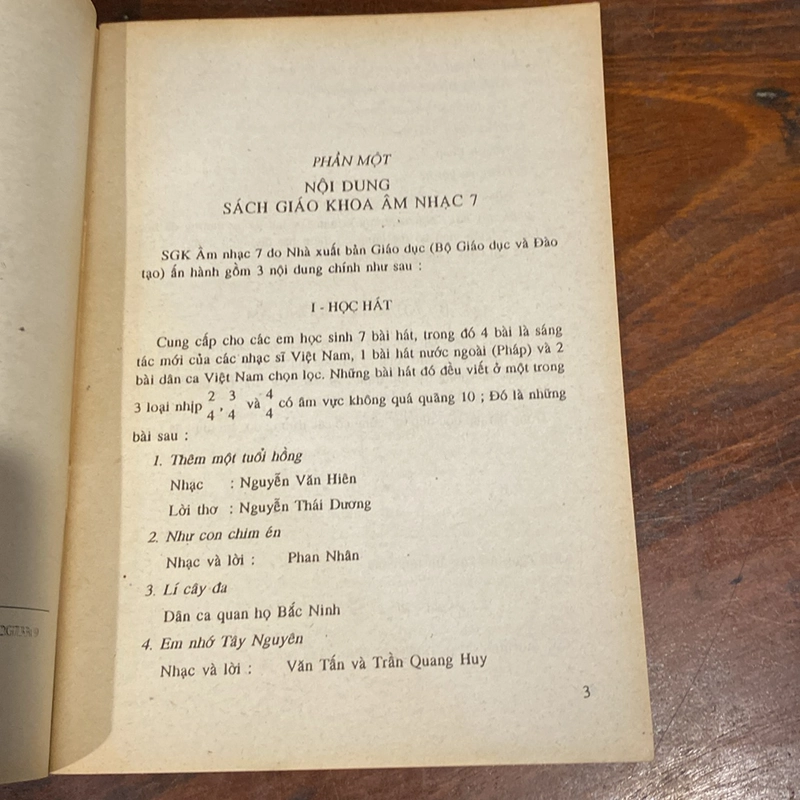 PHẦN MỘT
NỘI DUNG
SÁCH GIÁO KHOA ÂM NHẠC 7
SGK Âm nhạc 7 do Nhà xuất bản Giáo dục (Bộ Giáo dục và Đào
tạo) ấn hành gồm 3 nội dung chính như sau :
I - HỌC HÁT
Cung cấp cho các em học sinh 7 bài hát, trong đó 4 bài là sáng
tác mới của các nhạc sĩ Việt Nam, 1 bài hát nước ngoài (Pháp) và 2
bài dân ca Việt Nam chọn lọc. Những bài hát đó đều viết ở một trong
3 loại nhịp 2/4, 3/4 và 4/4 có âm vực không quá quãng 10 ; Đó là những
bài sau :
1. Thêm một tuổi hồng
Nhạc : Nguyễn Văn Hiên
Lời thơ : Nguyễn Thái Dương
2. Như con chim én
Nhạc và lời : Phan Nhân
3. Lí cây đa
Dân ca quan họ Bắc Ninh
4. Em nhớ Tây Nguyên
Nhạc và lời : Văn Tấn và Trần Quang Huy
3